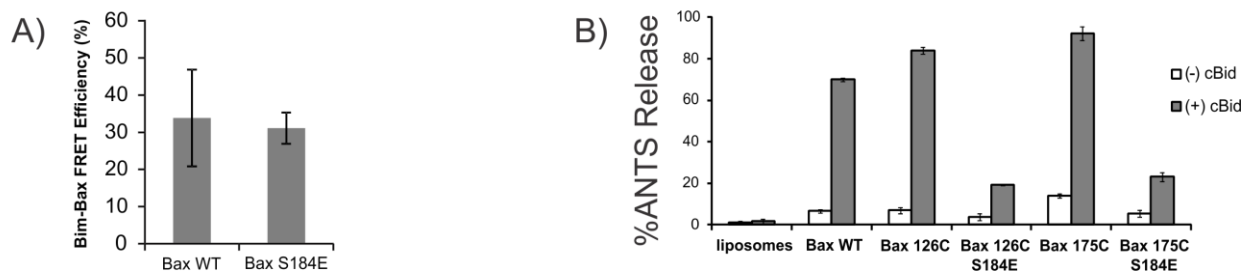 A)
Bim-Bax FRET Efficiency (%)
60
50
40
30
20
10
0
Bax WT
Bax S184E
B)
%ANTS Release
100
80
60
40
20
0
liposomes
Bax WT
Bax 126C
Bax 126C
S184E
Bax 175C
Bax 175C
S184E
(-) cBid
(+) cBid